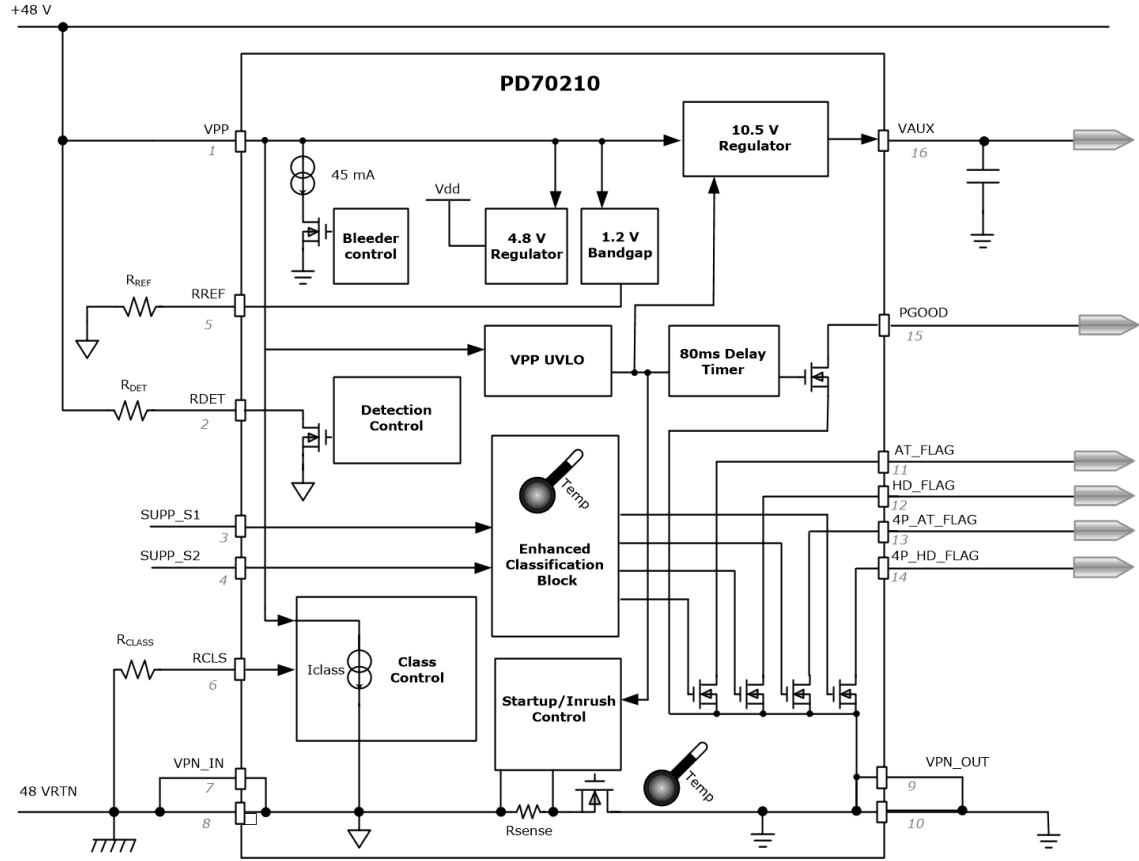 +48 V
PD70210
VPP
1
45 mA
Bleeder
control
Vdd
4.8 V
Regulator
1.2 V
Bandgap
10.5 V
Regulator
VAUX
16
RREF
RREF
5
VPP UVLO
80ms Delay
Timer
PGOOD
15
RDET
RDET
2
Detection
Control
Temp
Enhanced
Classification
Block
SUPP_S1
3
SUPP_S2
4
AT_FLAG
11
HD_FLAG
12
4P_AT_FLAG
13
4P_HD_FLAG
14
RCLASS
RCLS
6
Iclass
Class
Control
Startup/Inrush
Control
Temp
VPN_IN
7
48 VRTN
8
Rsense
VPN_OUT
9
10